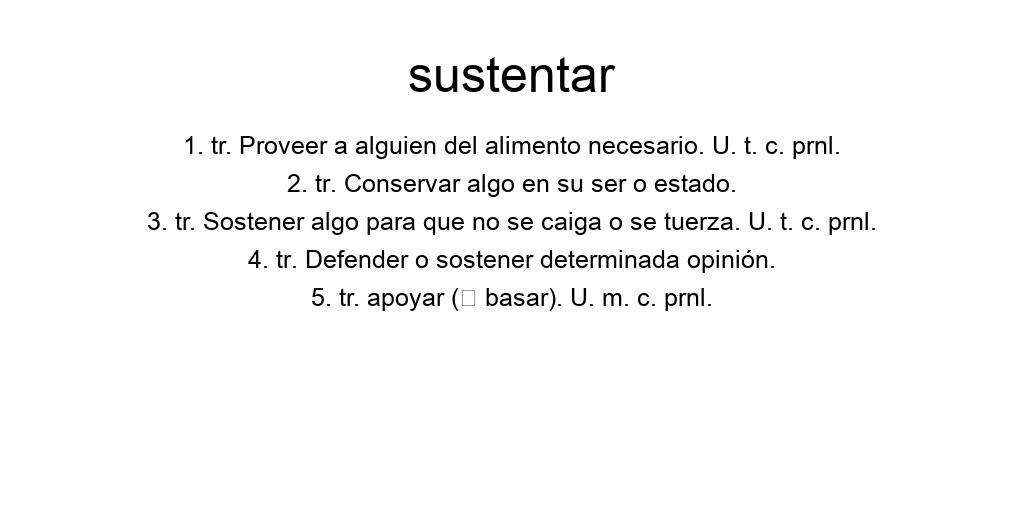 sustentar
1. tr. Proveer a alguien del alimento necesario. U. t. c. prnl.
2. tr. Conservar algo en su ser o estado.
3. tr. Sostener algo para que no se caiga o se tuerza. U. t. c. prnl.
4. tr. Defender o sostener determinada opinión.
5. tr. apoyar (□ basar). U. m. c. prnl.